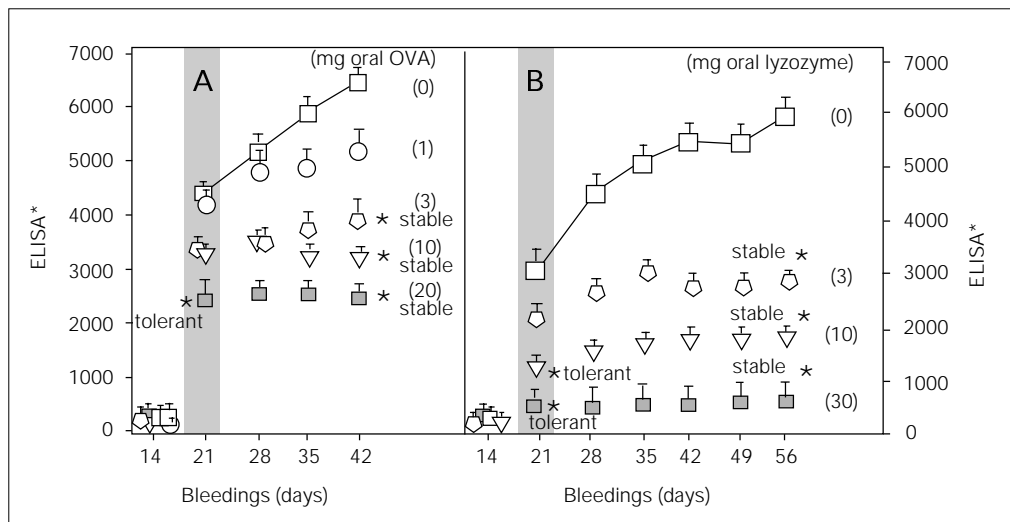 A
(mg oral OVA)
7000
6000
5000
4000
3000
2000
1000
0
ELISA*
(0)
(1)
(3)
* stable
(10)
* stable
(20)
* stable
* tolerant
14 21 28 35 42
Bleedings (days)
B
(mg oral lyzozyme)
(0)
stable *
(3)
stable *
(10)
stable *
(30)
* tolerant
* tolerant
14 21 28 35 42 49 56
Bleedings (days)
7000
6000
5000
4000
3000
2000
1000
0
ELISA*